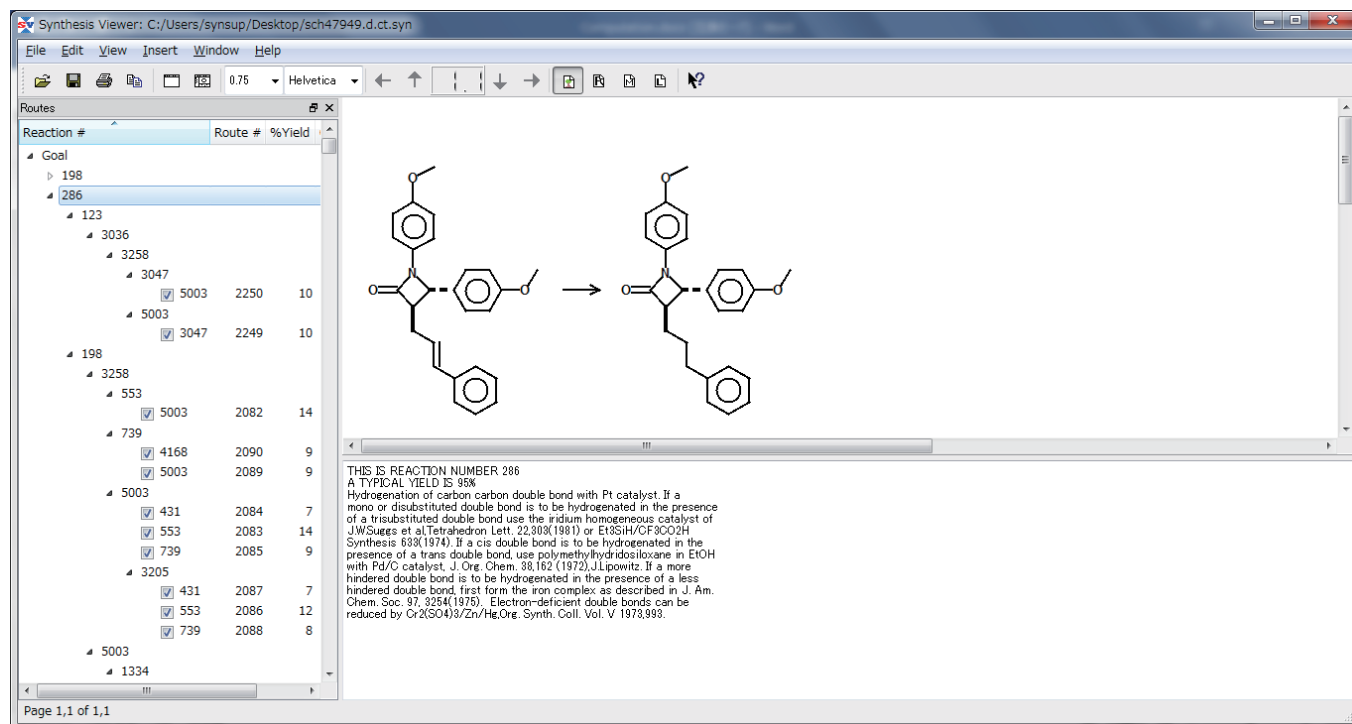 Synthesis Viewer: C:/Users/synsup/Desktop/sch47949.d.ct.syn
File Edit View Insert Window Help
0.75 Helvetica
Routes
Reaction # Route # %Yield
Goal
198
286
123
3036
3258
3047
5003 2250 10
5003
3047 2249 10
198
3258
553
5003 2082 14
739
4168 2090 9
5003 2089 9
5003
431 2084 7
553 2083 14
739 2085 9
3205
431 2087 7
553 2086 12
739 2088 8
5003
1334
O
N
O
O
O
N
O
O
THIS IS REACTION NUMBER 286
A TYPICAL YIELD IS 95%
Hydrogenation of carbon carbon double bond with Pt catalyst. If a
mono or disubstituted double bond is to be hydrogenated in the presence
of a trisubstituted double bond use the iridium homogeneous catalyst of
J.W.Suggs et al,Tetrahedron Lett. 22,303(1981) or Et3SiH/CF3CO2H
Synthesis 633(1974). If a cis double bond is to be hydrogenated in the
presence of a trans double bond, use polymethylhydridosiloxane in EtOH
with Pd/C catalyst, J. Org. Chem. 38,162 (1972),J.Lipowitz. If a more
hindered double bond is to be hydrogenated in the presence of a less
hindered double bond, first form the iron complex as described in J. Am.
Chem. Soc. 97, 3254(1975). Electron-deficient double bonds can be
reduced by Cr2(SO4)3/Zn/Hg,Org. Synth. Coll. Vol. V 1973,993.
Page 1,1 of 1,1